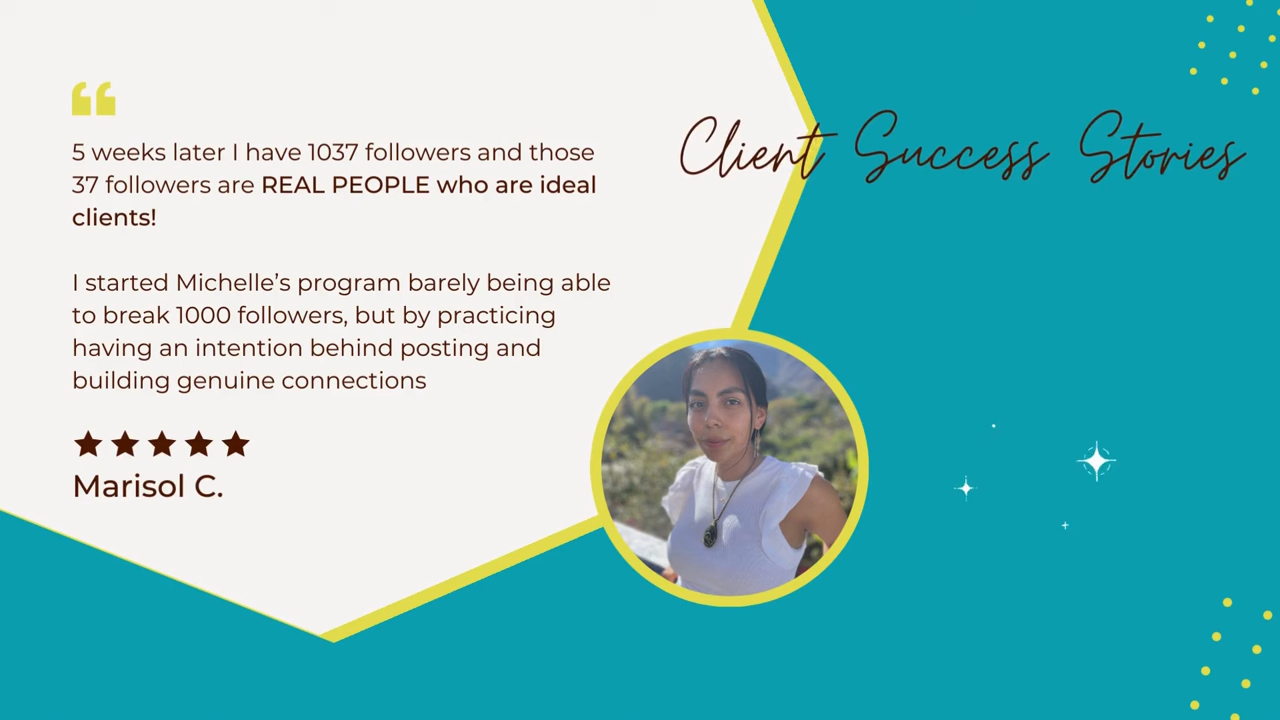 Client Success Stories
“
5 weeks later I have 1037 followers and those
37 followers are REAL PEOPLE who are ideal
clients!
I started Michelle’s program barely being able
to break 1000 followers, but by practicing
having an intention behind posting and
building genuine connections
Marisol C.